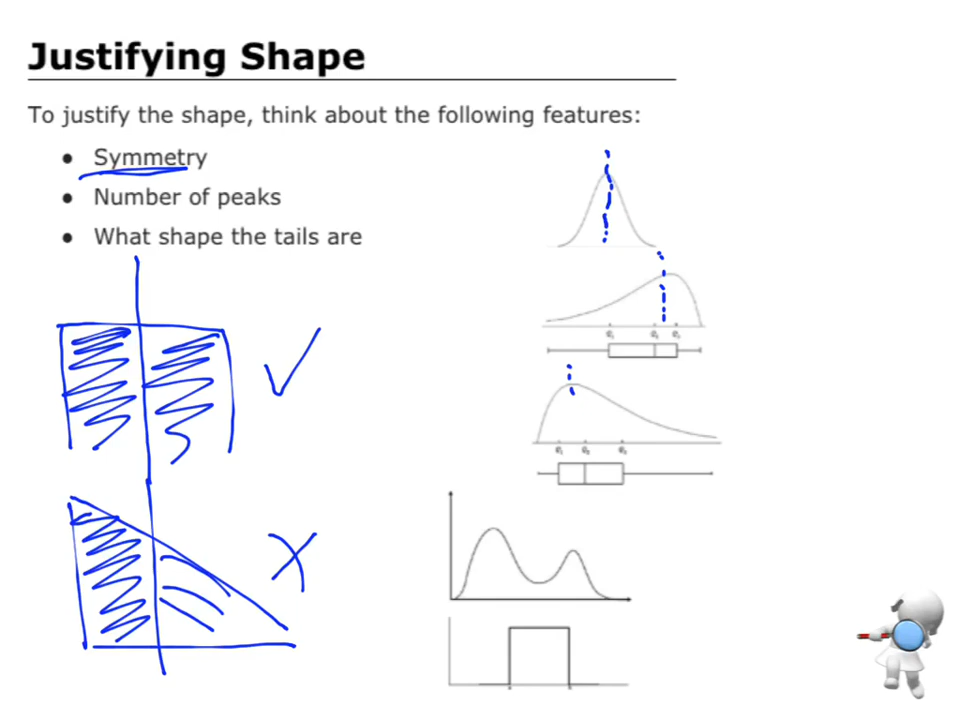 Justifying Shape
To justify the shape, think about the following features:
• Symmetry
• Number of peaks
• What shape the tails are